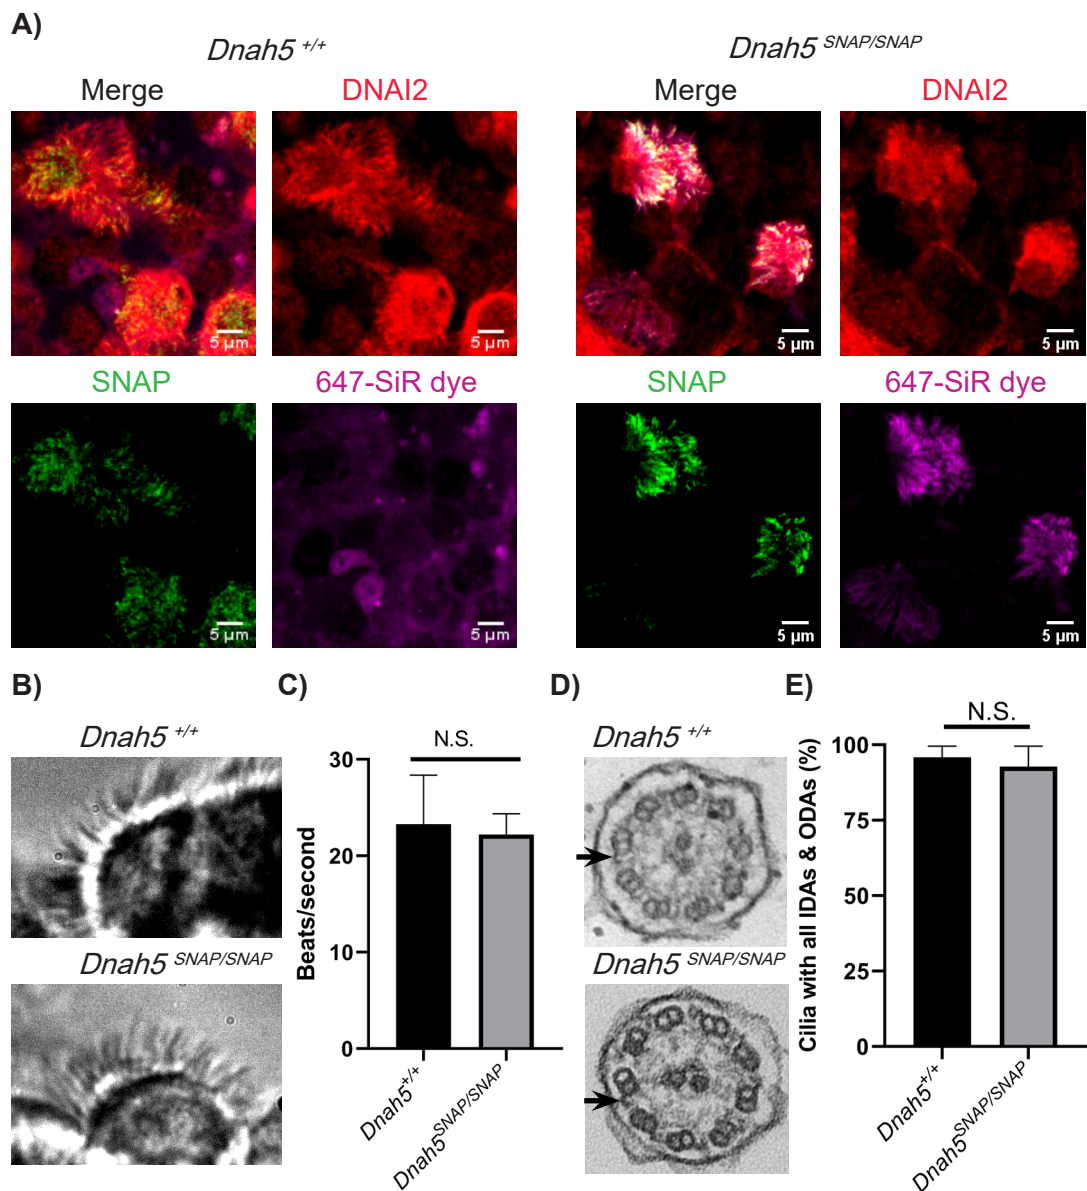 A)
Dnah5 +/+
Dnah5 SNAP/SNAP
Merge
DNAI2
Merge
DNAI2
5 µm
5 µm
5 µm
5 µm
SNAP
647-SiR dye
SNAP
647-SiR dye
5 µm
5 µm
5 µm
5 µm
B)
C)
D)
E)
Dnah5 +/+
Dnah5 SNAP/SNAP
N.S.
30
20
10
0
Beats/second
Dnah5+/+
Dnah5SNAP/SNAP
Dnah5 +/+
Dnah5 SNAP/SNAP
N.S.
100
75
50
25
0
Cilia with all IDAs & ODAs (%)
Dnah5+/+
Dnah5SNAP/SNAP